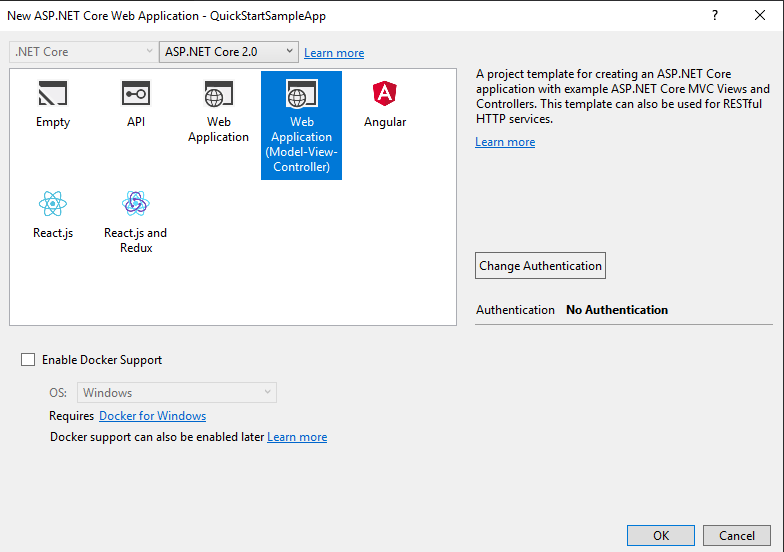 New ASP.NET Core Web Application - QuickStartSampleApp
?
.NET Core
ASP.NET Core 2.0
Learn more
Empty
API
Web
Application
Web
Application
(Model-View-
Controller)
Angular
React.js
React.js and
Redux
A project template for creating an ASP.NET Core
application with example ASP.NET Core MVC Views and
Controllers. This template can also be used for RESTful
HTTP services.
Learn more
Change Authentication
Authentication No Authentication
Enable Docker Support
OS: Windows
Requires Docker for Windows
Docker support can also be enabled later Learn more
OK
Cancel